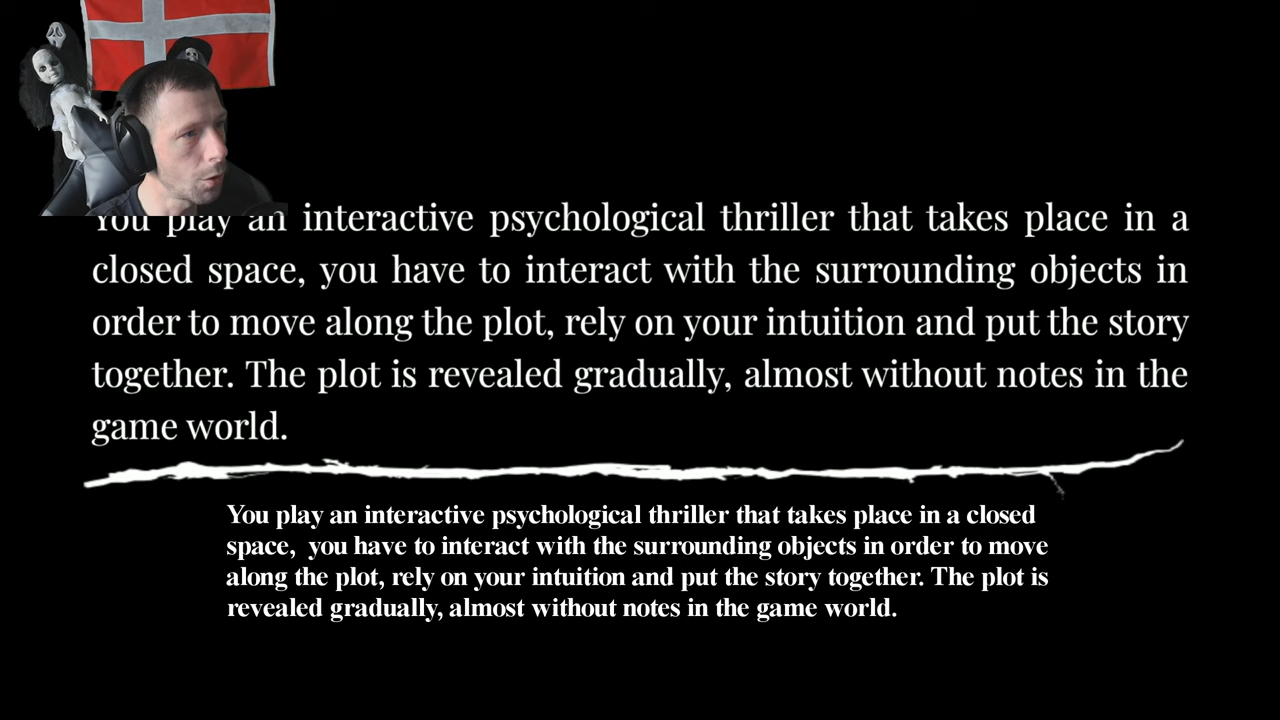 You play an interactive psychological thriller that takes place in a
closed space, you have to interact with the surrounding objects in
order to move along the plot, rely on your intuition and put the story
together. The plot is revealed gradually, almost without notes in the
game world.
You play an interactive psychological thriller that takes place in a closed
space,  you have to interact with the surrounding objects in order to move
along the plot, rely on your intuition and put the story together. The plot is
revealed gradually, almost without notes in the game world.